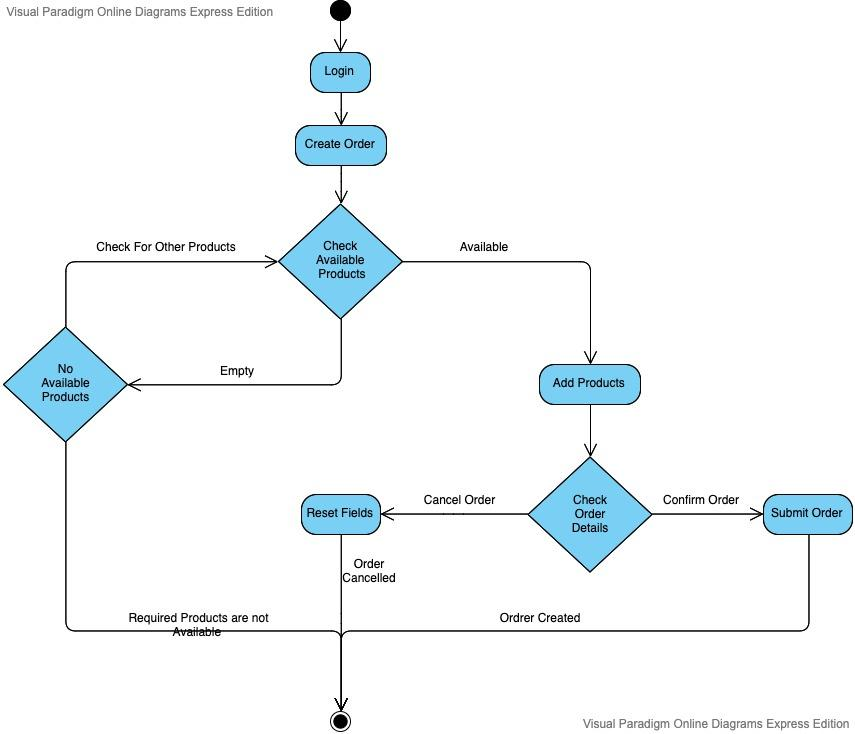 Visual Paradigm Online Diagrams Express Edition
Login
Create Order
Check For Other Products
Check
Available
Products
Available
No
Available
Products
Empty
Add Products
Reset Fields
Cancel Order
Check
Order
Details
Confirm Order
Submit Order
Order
Cancelled
Required Products are not
Available
Ordrer Created
Visual Paradigm Online Diagrams Express Edition